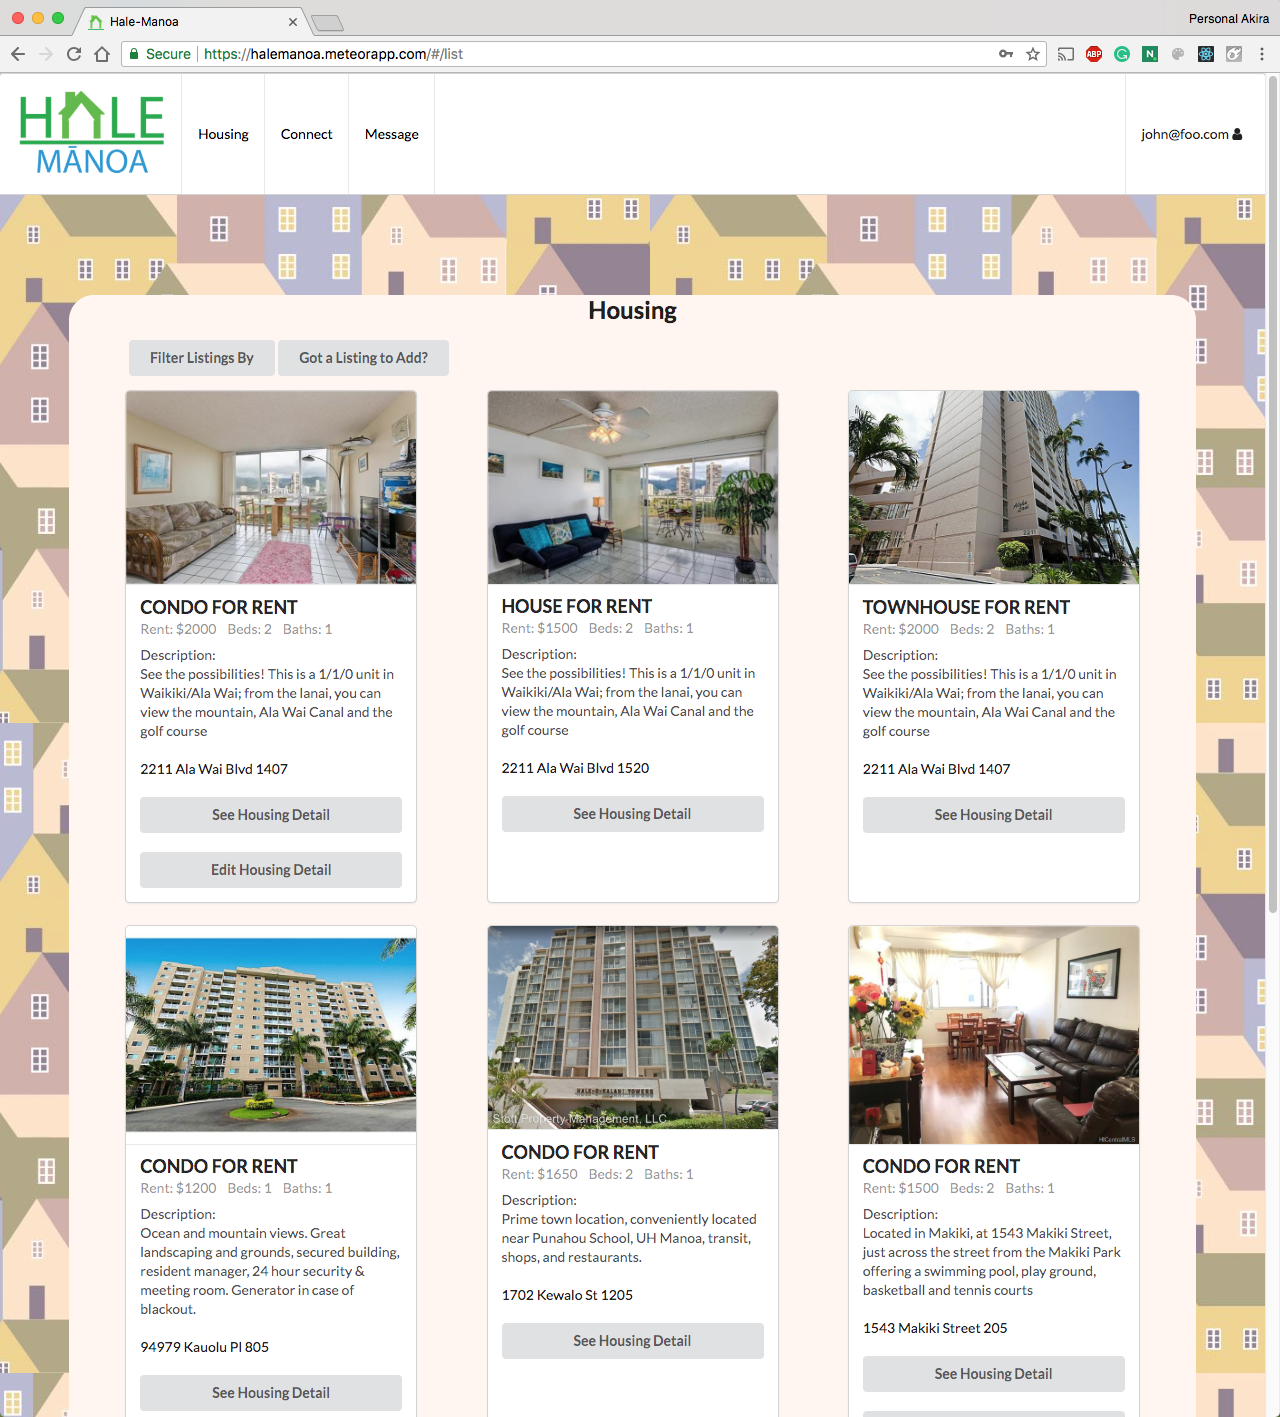 Hale-Manoa
Personal Akira
Secure
https://halemanoa.meteorapp.com/#/list
ABP
HALE
MĀNOA
Housing
Connect
Message
john@foo.com
Housing
Filter Listings By
Got a Listing to Add?
CONDO FOR RENT
Rent: $2000 Beds: 2 Baths: 1
Description:
See the possibilities! This is a 1/1/0 unit in
Waikiki/Ala Wai; from the lanai, you can
view the mountain, Ala Wai Canal and the
golf course
2211 Ala Wai Blvd 1407
See Housing Detail
Edit Housing Detail
HOUSE FOR RENT
Rent: $1500 Beds: 2 Baths: 1
Description:
See the possibilities! This is a 1/1/0 unit in
Waikiki/Ala Wai; from the lanai, you can
view the mountain, Ala Wai Canal and the
golf course
2211 Ala Wai Blvd 1520
See Housing Detail
TOWNHOUSE FOR RENT
Rent: $2000 Beds: 2 Baths: 1
Description:
See the possibilities! This is a 1/1/0 unit in
Waikiki/Ala Wai; from the lanai, you can
view the mountain, Ala Wai Canal and the
golf course
2211 Ala Wai Blvd 1407
See Housing Detail
CONDO FOR RENT
Rent: $1200 Beds: 1 Baths: 1
Description:
Ocean and mountain views. Great
landscaping and grounds, secured building,
resident manager, 24 hour security &
meeting room. Generator in case of
blackout.
94979 Kauolu Pl 805
See Housing Detail
HALE-O-KALANI TOWERS
Stott Property Management, LLC
CONDO FOR RENT
Rent: $1650 Beds: 2 Baths: 1
Description:
Prime town location, conveniently located
near Punahou School, UH Manoa, transit,
shops, and restaurants.
1702 Kewalo St 1205
See Housing Detail
HICentralMLS
CONDO FOR RENT
Rent: $1500 Beds: 2 Baths: 1
Description:
Located in Makiki, at 1543 Makiki Street,
just across the street from the Makiki Park
offering a swimming pool, play ground,
basketball and tennis courts
1543 Makiki Street 205
See Housing Detail